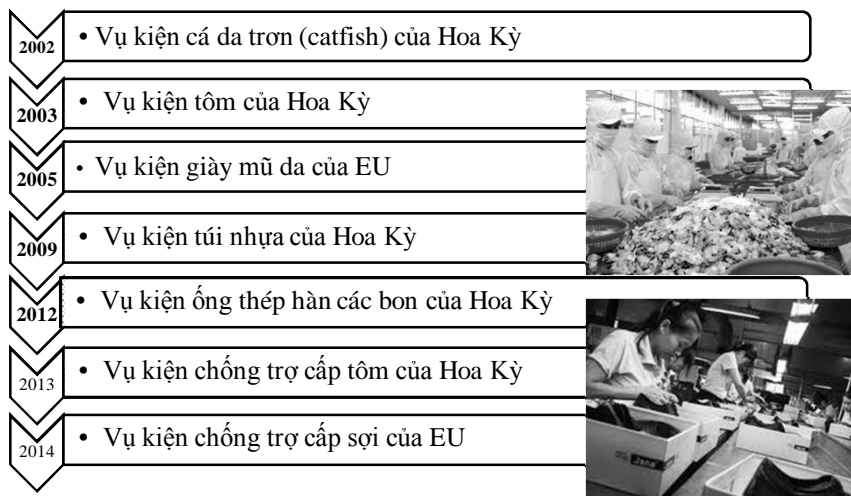 2002
• Vụ kiện cá da trơn (catfish) của Hoa Kỳ
2003
• Vụ kiện tôm của Hoa Kỳ
2005
• Vụ kiện giày mũ da của EU
2009
• Vụ kiện túi nhựa của Hoa Kỳ
2012
• Vụ kiện ống thép hàn các bon của Hoa Kỳ
2013
• Vụ kiện chống trợ cấp tôm của Hoa Kỳ
2014
• Vụ kiện chống trợ cấp sợi của EU